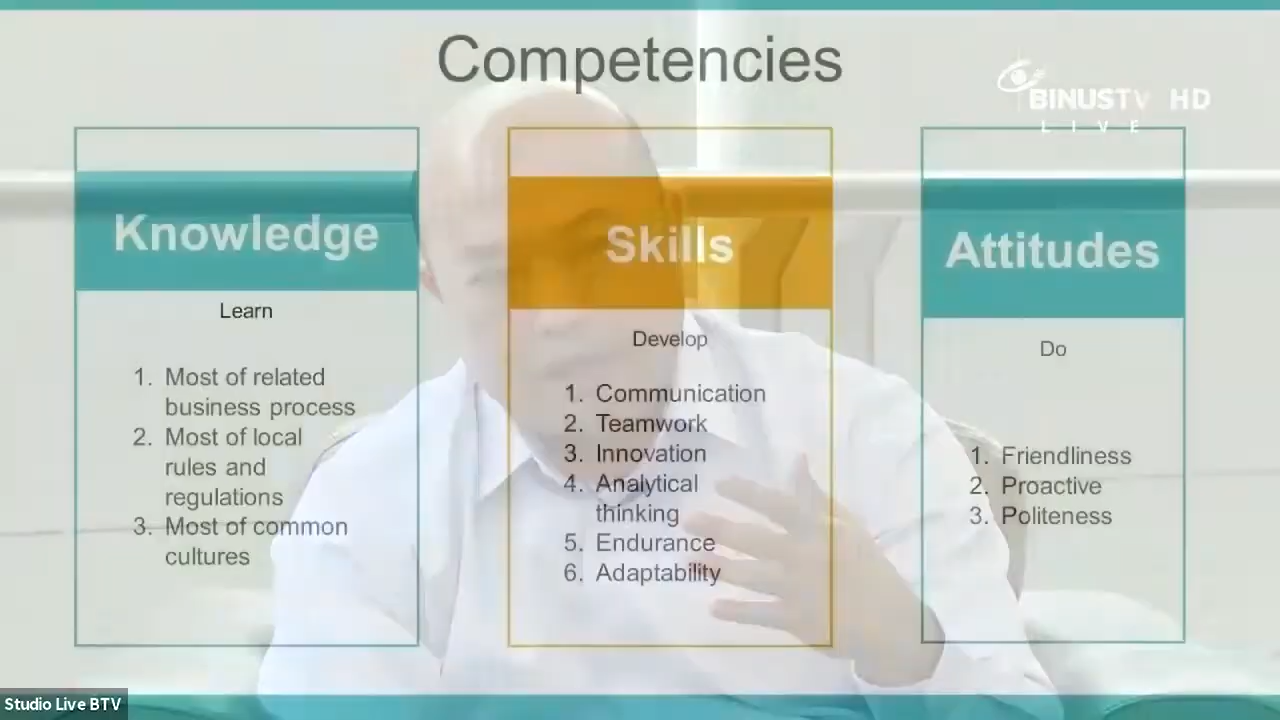 Competencies
BINUSTV HD
LIVE
Knowledge
Learn
1. Most of related
business process
2. Most of local
rules and
regulations
3. Most of common
cultures
Skills
Develop
1. Communication
2. Teamwork
3. Innovation
4. Analytical
thinking
5. Endurance
6. Adaptability
Attitudes
Do
1. Friendliness
2. Proactive
3. Politeness
Studio Live BTV